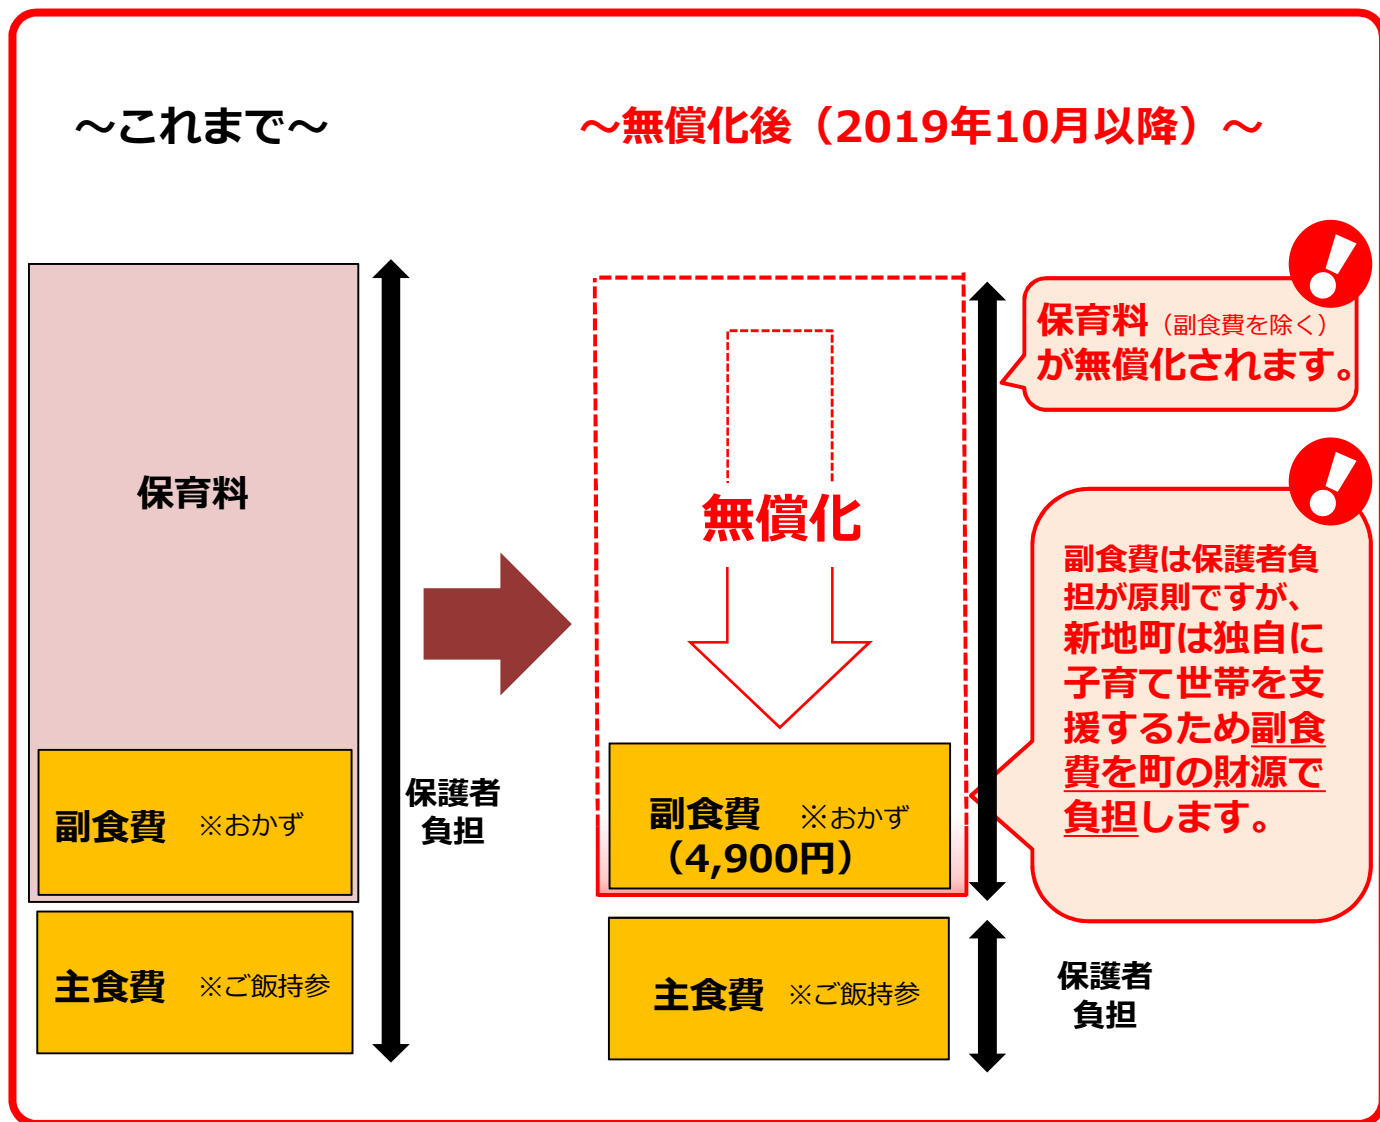 ～これまで～
～無償化後（2019年10月以降）～
保育料
副食費 ※おかず
主食費 ※ご飯持参
保護者
負担
無償化
副食費 ※おかず
（4,900円）
主食費 ※ご飯持参
保育料（副食費を除く）
が無償化されます。
副食費は保護者負
担が原則ですが、
新地町は独自に
子育て世帯を支
援するため副食
費を町の財源で
負担します。
保護者
負担